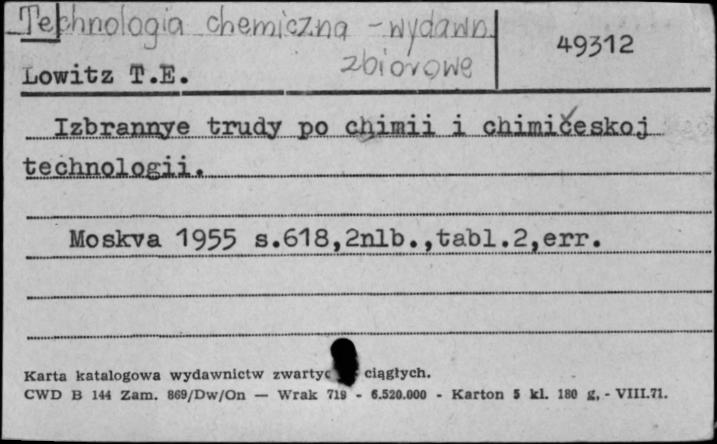 Technologia chemiczna - wydawn.
zbiorowe
49312
Lowitz T.E.
Izbrannye trudy po chimii i chimičeskoj
technologii.
Moskva 1955 s.618,2nlb.,tabl.2,err.
Karta katalogowa wydawnictw zwartyc ciągłych.
CWD B 144 Zam. 869/Dw/On — Wrak 719 - 6.520.000 - Karton 5 kl. 180 g, - VIII.71.